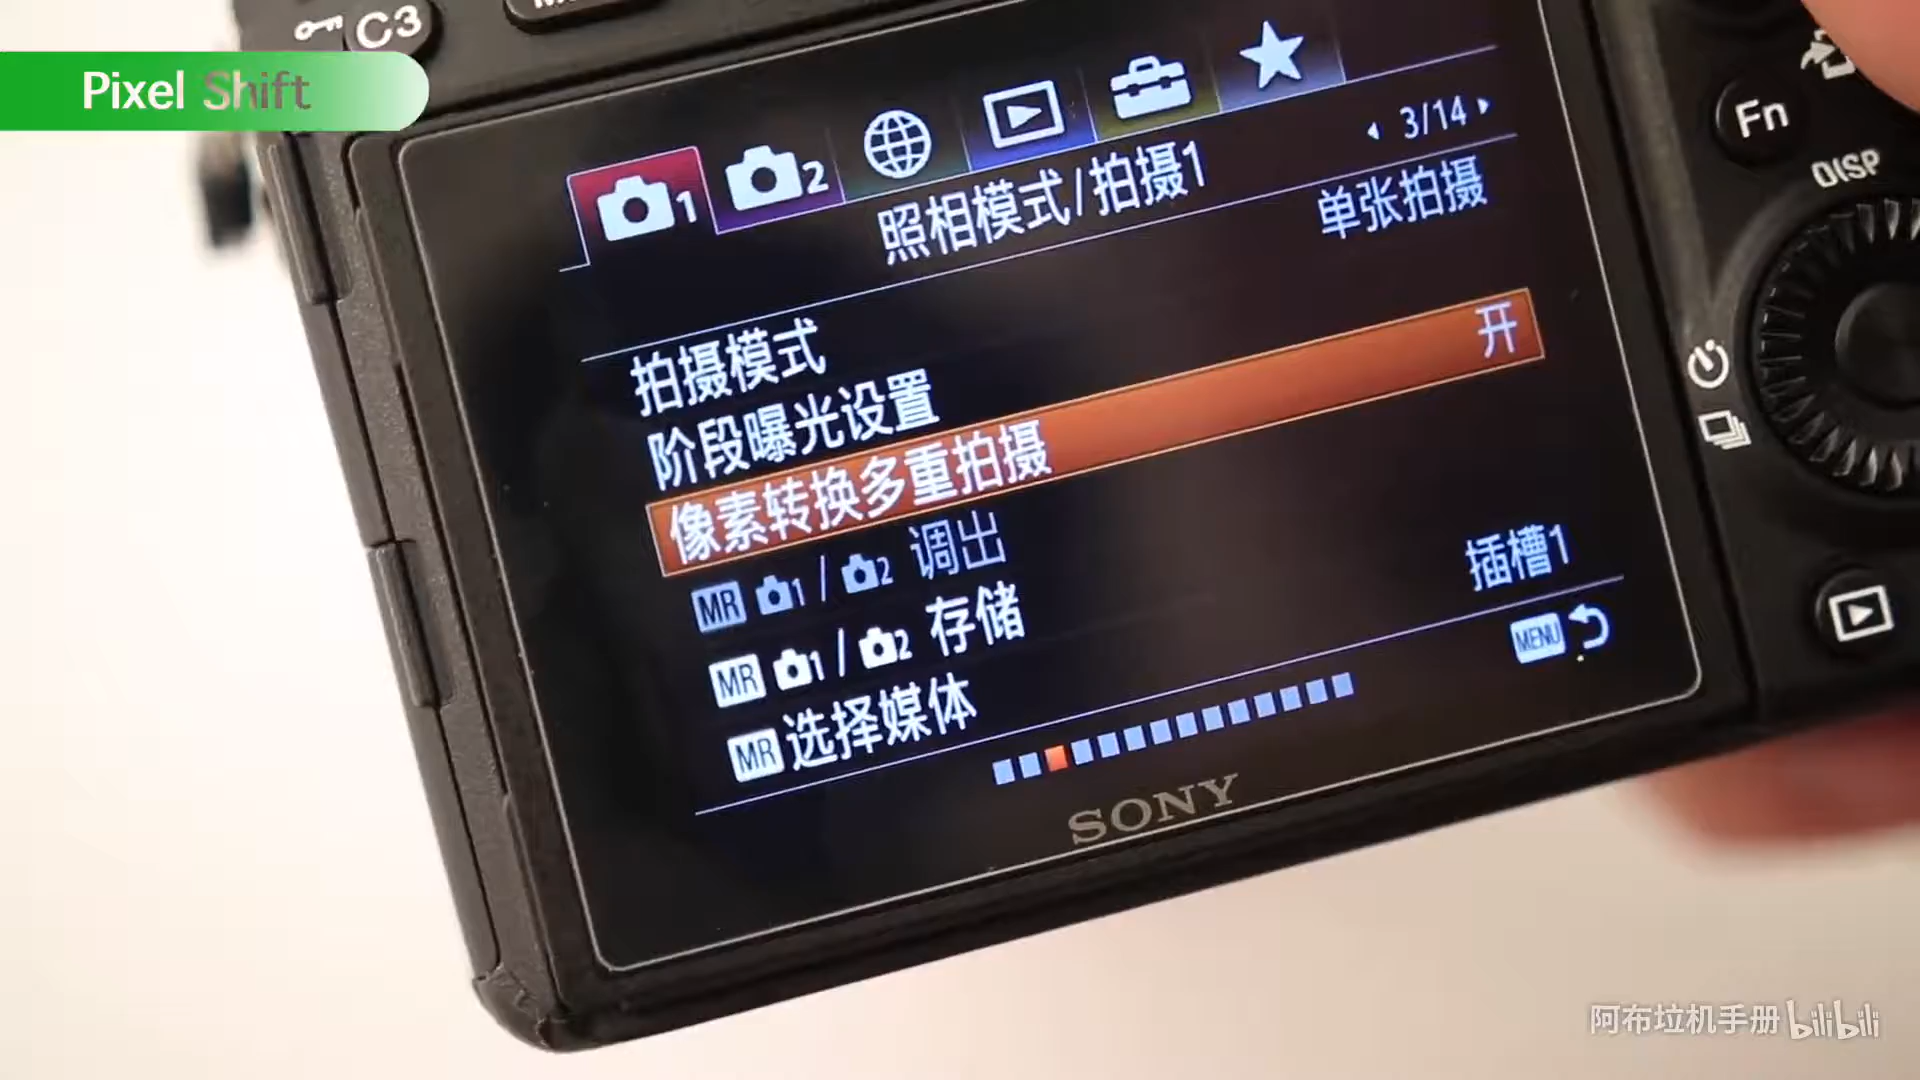 C3
Pixel Shift
Fn
DISP
1
2
3/14
照相模式/拍摄1
拍摄模式 单张拍摄
阶段曝光设置
像素转换多重拍摄 开
MR 1 / 2 调出
MR 1 / 2 存储
MR 选择媒体 插槽1
MENU
SONY
阿布垃机手册 bilibili